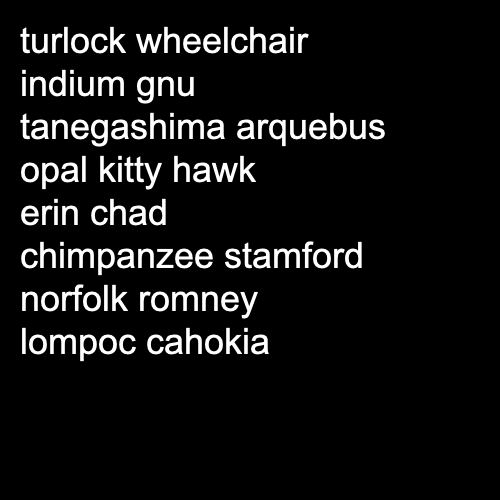 turlock wheelchair
indium gnu
tanegashima arquebus
opal kitty hawk
erin chad
chimpanzee stamford
norfolk romney
lompoc cahokia